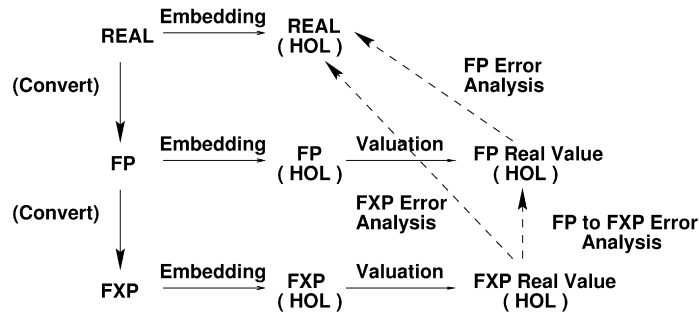 Embedding
REAL
REAL
( HOL )
(Convert)
FP Error
Analysis
Embedding
Valuation
FP
FP
( HOL )
FP Real Value
( HOL )
(Convert)
FXP Error
Analysis
FP to FXP Error
Analysis
Embedding
Valuation
FXP
FXP
( HOL )
FXP Real Value
( HOL )